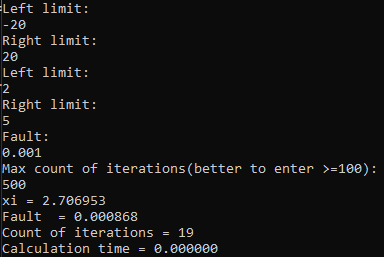 Left limit:
-20
Right limit:
20
Left limit:
2
Right limit:
5
Fault:
0.001
Max count of iterations(better to enter >=100):
500
xi = 2.706953
Fault  = 0.000868
Count of iterations = 19
Calculation time = 0.000000